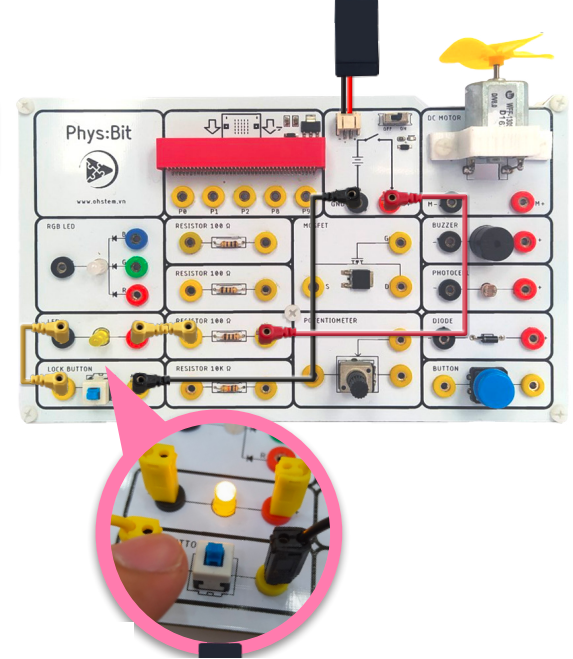 Phys:Bit
www.ohstem.vn
P0 P1 P2 P8 P9
OFF ON
GND
DC MOTOR
M- M+
RGB LED
B
G
R
RESISTOR 100 Ω
RESISTOR 100 Ω
MOSFET
G
S
D
BUZZER
- +
PHOTOCELL
- +
LED
RESISTOR 100 Ω
POTENTIOMETER
DIODE
LOCK BUTTON
RESISTOR 10K Ω
BUTTON
R